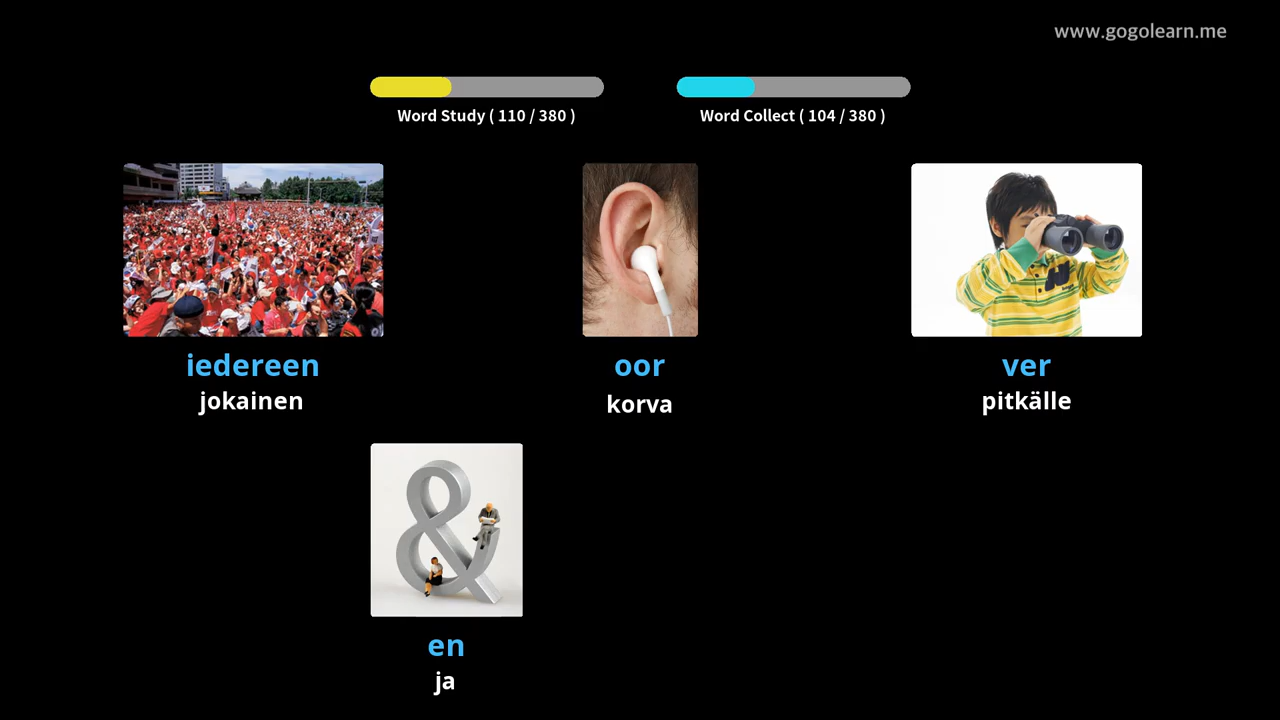 www.gogolearn.me
Word Study ( 110 / 380 )
Word Collect ( 104 / 380 )
iedereen
jokainen
oor
korva
ver
pitkälle
en
ja